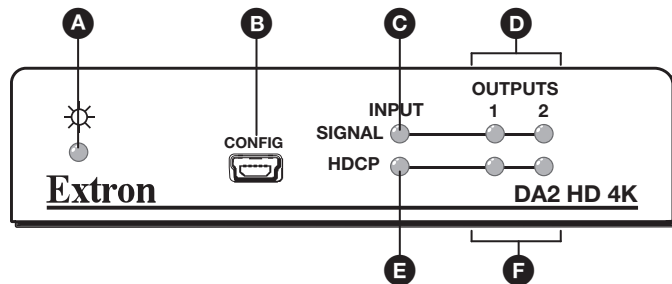 A
B
C
D
OUTPUTS
INPUT
1 2
SIGNAL
CONFIG
HDCP
Extron
DA2 HD 4K
E
F